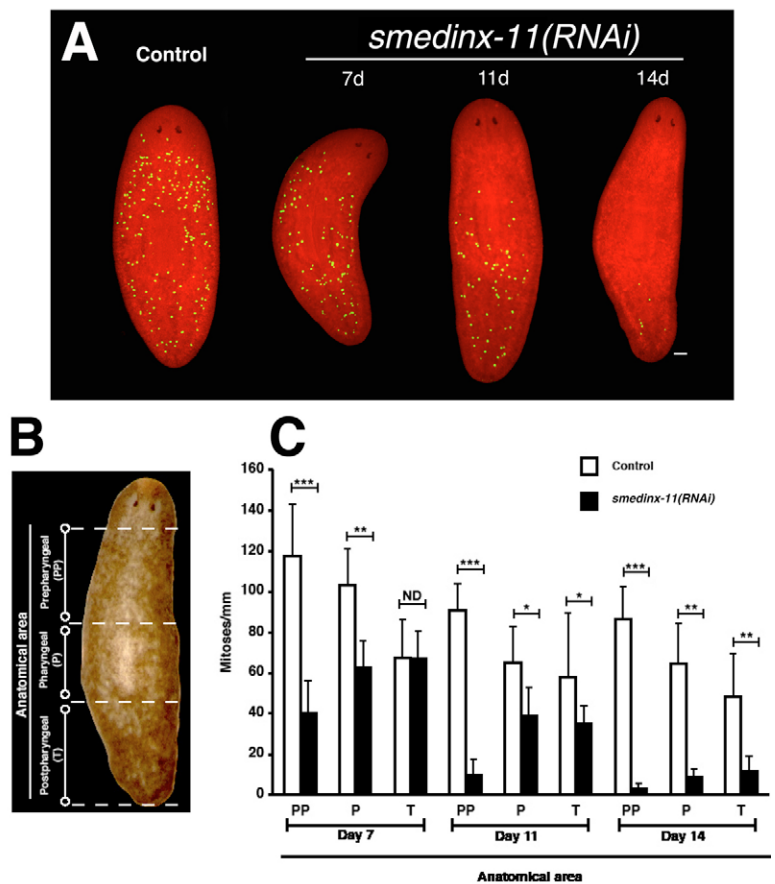 A
Control
smedinx-11(RNAi)
7d
11d
14d
B
Anatomical area
Prepharyngeal
(PP)
Pharyngeal
(P)
Postpharyngeal
(T)
C
Control
smedinx-11(RNAi)
Mitoses/mm
160
140
120
100
80
60
40
20
0
***
**
ND
***
*
*
***
**
**
PP P T PP P T PP P T
Day 7 Day 11 Day 14
Anatomical area